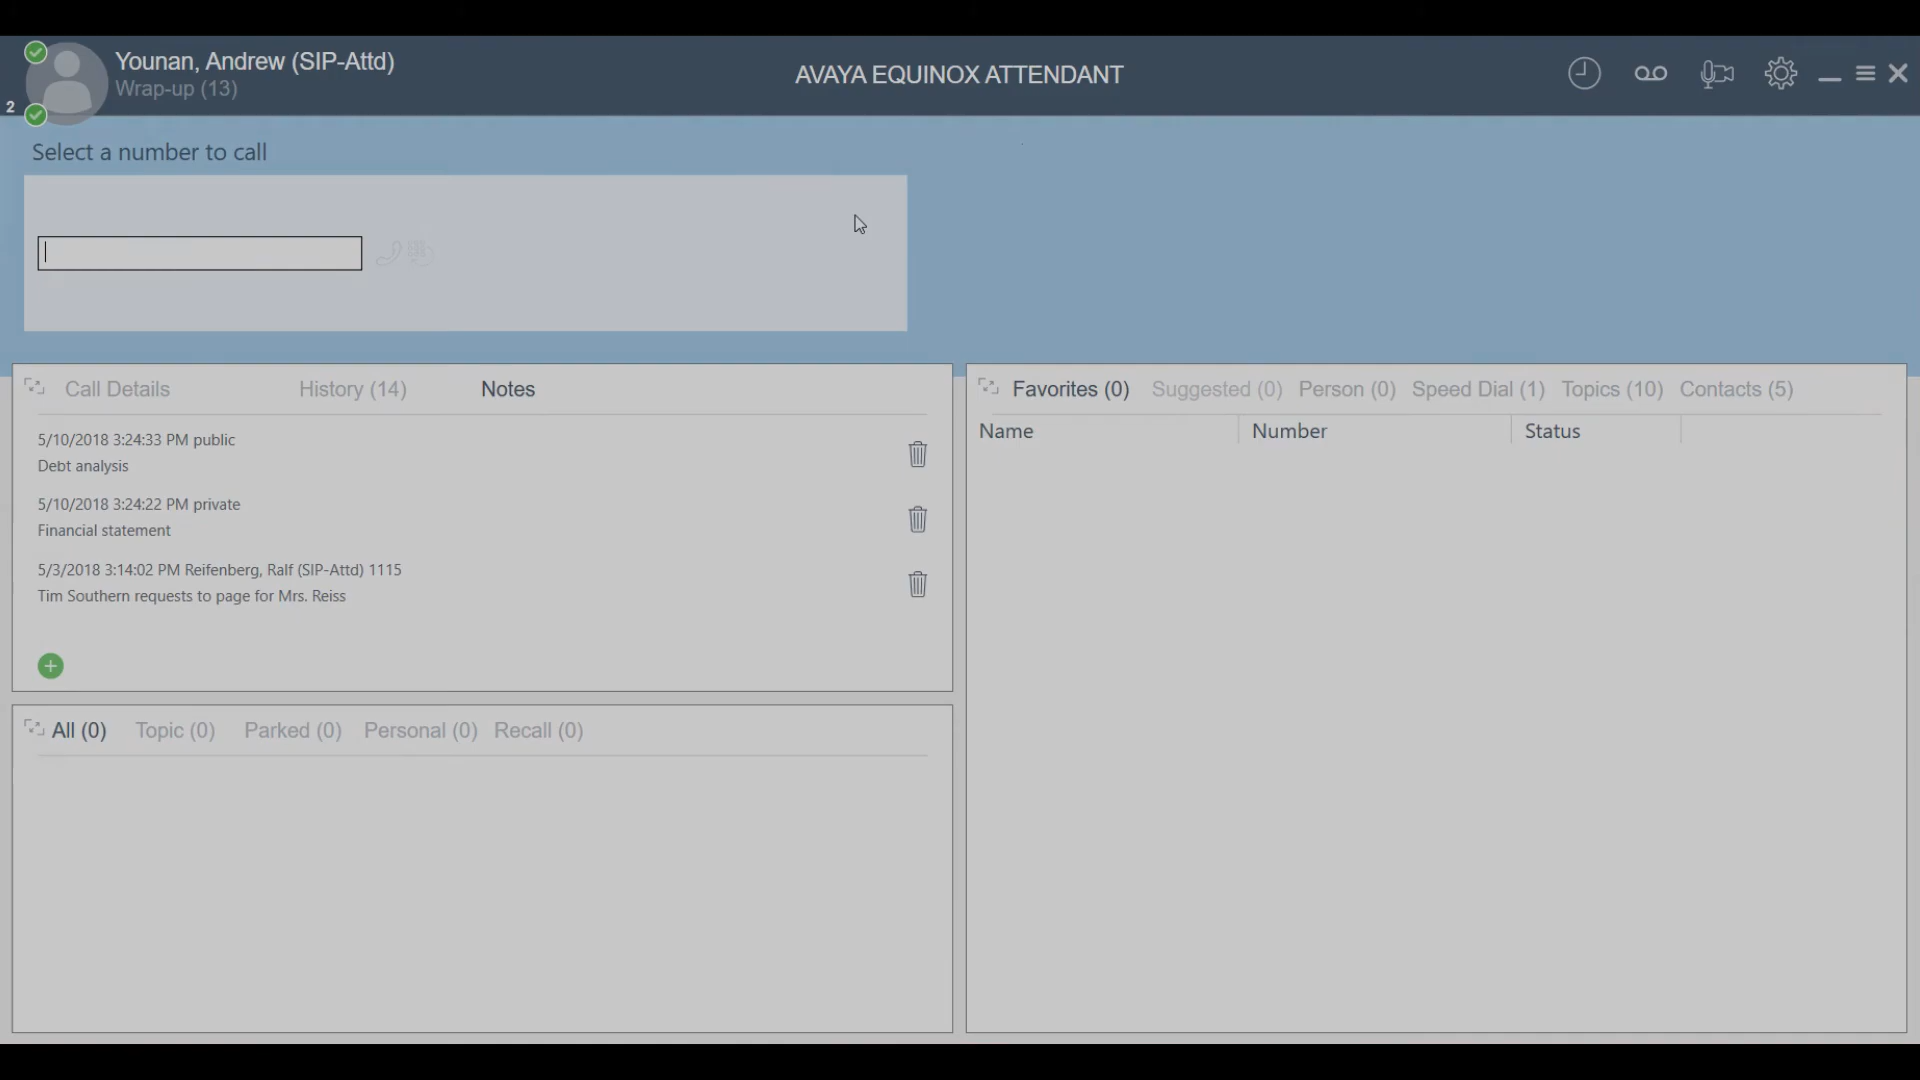 Younan, Andrew (SIP-Attd)
Wrap-up (13)
2
AVAYA EQUINOX ATTENDANT
Select a number to call
Call Details History (14) Notes
5/10/2018 3:24:33 PM public
Debt analysis
5/10/2018 3:24:22 PM private
Financial statement
5/3/2018 3:14:02 PM Reifenberg, Ralf (SIP-Attd) 1115
Tim Southern requests to page for Mrs. Reiss
All (0) Topic (0) Parked (0) Personal (0) Recall (0)
Favorites (0) Suggested (0) Person (0) Speed Dial (1) Topics (10) Contacts (5)
Name Number Status